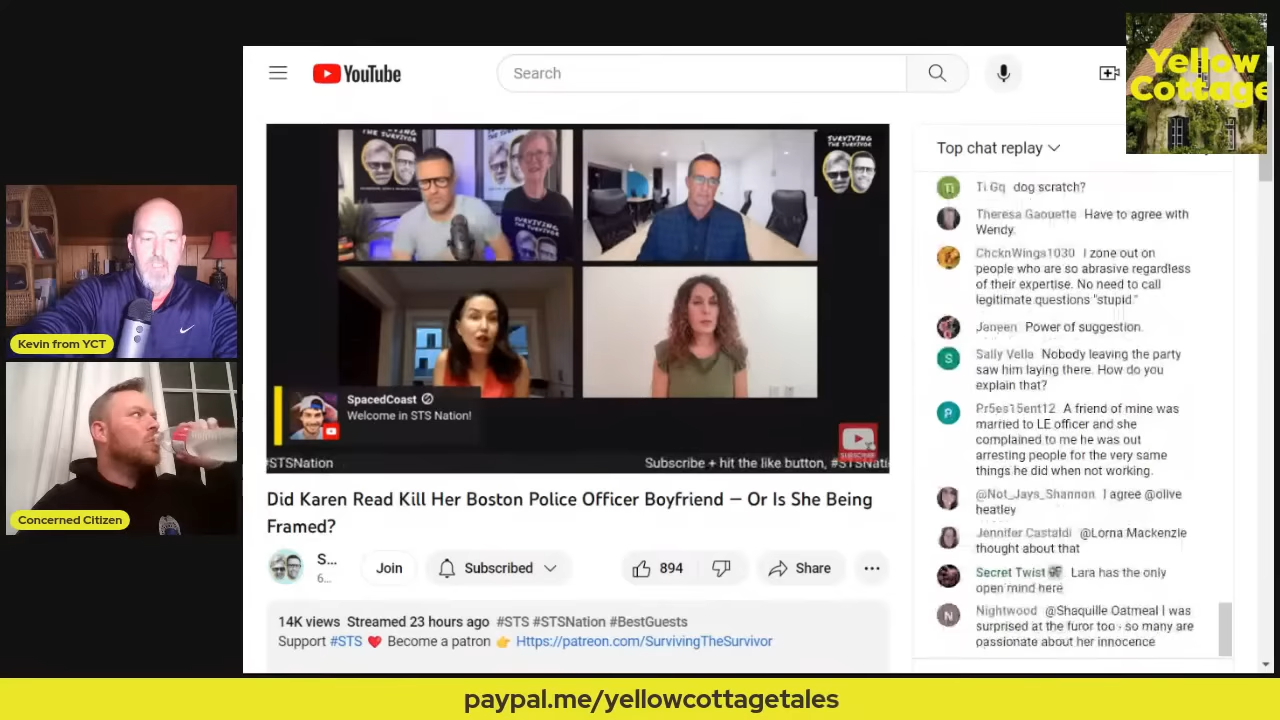 YouTube
Search
Yellow
Cottage
SURVIVING
THE SURVIVOR
SURVIVING
THE SURVIVOR
Kevin from YCT
Concerned Citizen
SpacedCoast
Welcome in STS Nation!
SUBSCRIBE
#STSNation
Subscribe + hit the like button, #STSNati
Did Karen Read Kill Her Boston Police Officer Boyfriend — Or Is She Being
Framed?
S...
6...
Join
Subscribed
894
Share
14K views Streamed 23 hours ago #STS #STSNation #BestGuests
Support #STS ❤️ Become a patron 👉 Https://patreon.com/SurvivingTheSurvivor
Top chat replay
Ti Gq dog scratch?
Theresa Gaouette Have to agree with
Wendy.
ChcknWings1030 I zone out on
people who are so abrasive regardless
of their expertise. No need to call
legitimate questions "stupid."
Janeen Power of suggestion.
Sally Velle Nobody leaving the party
saw him laying there. How do you
explain that?
Pr5es15ent12 A friend of mine was
married to LE officer and she
complained to me he was out
arresting people for the very same
things he did when not working.
@Not_Jays_Shannon I agree @olive
heatley
Jennifer Castaldi @Lorna Mackenzie
thought about that
Secret Twist Lara has the only
open mind here
Nightwood @Shaquille Oatmeal I was
surprised at the furor too - so many are
passionate about her innocence
paypal.me/yellowcottagetales